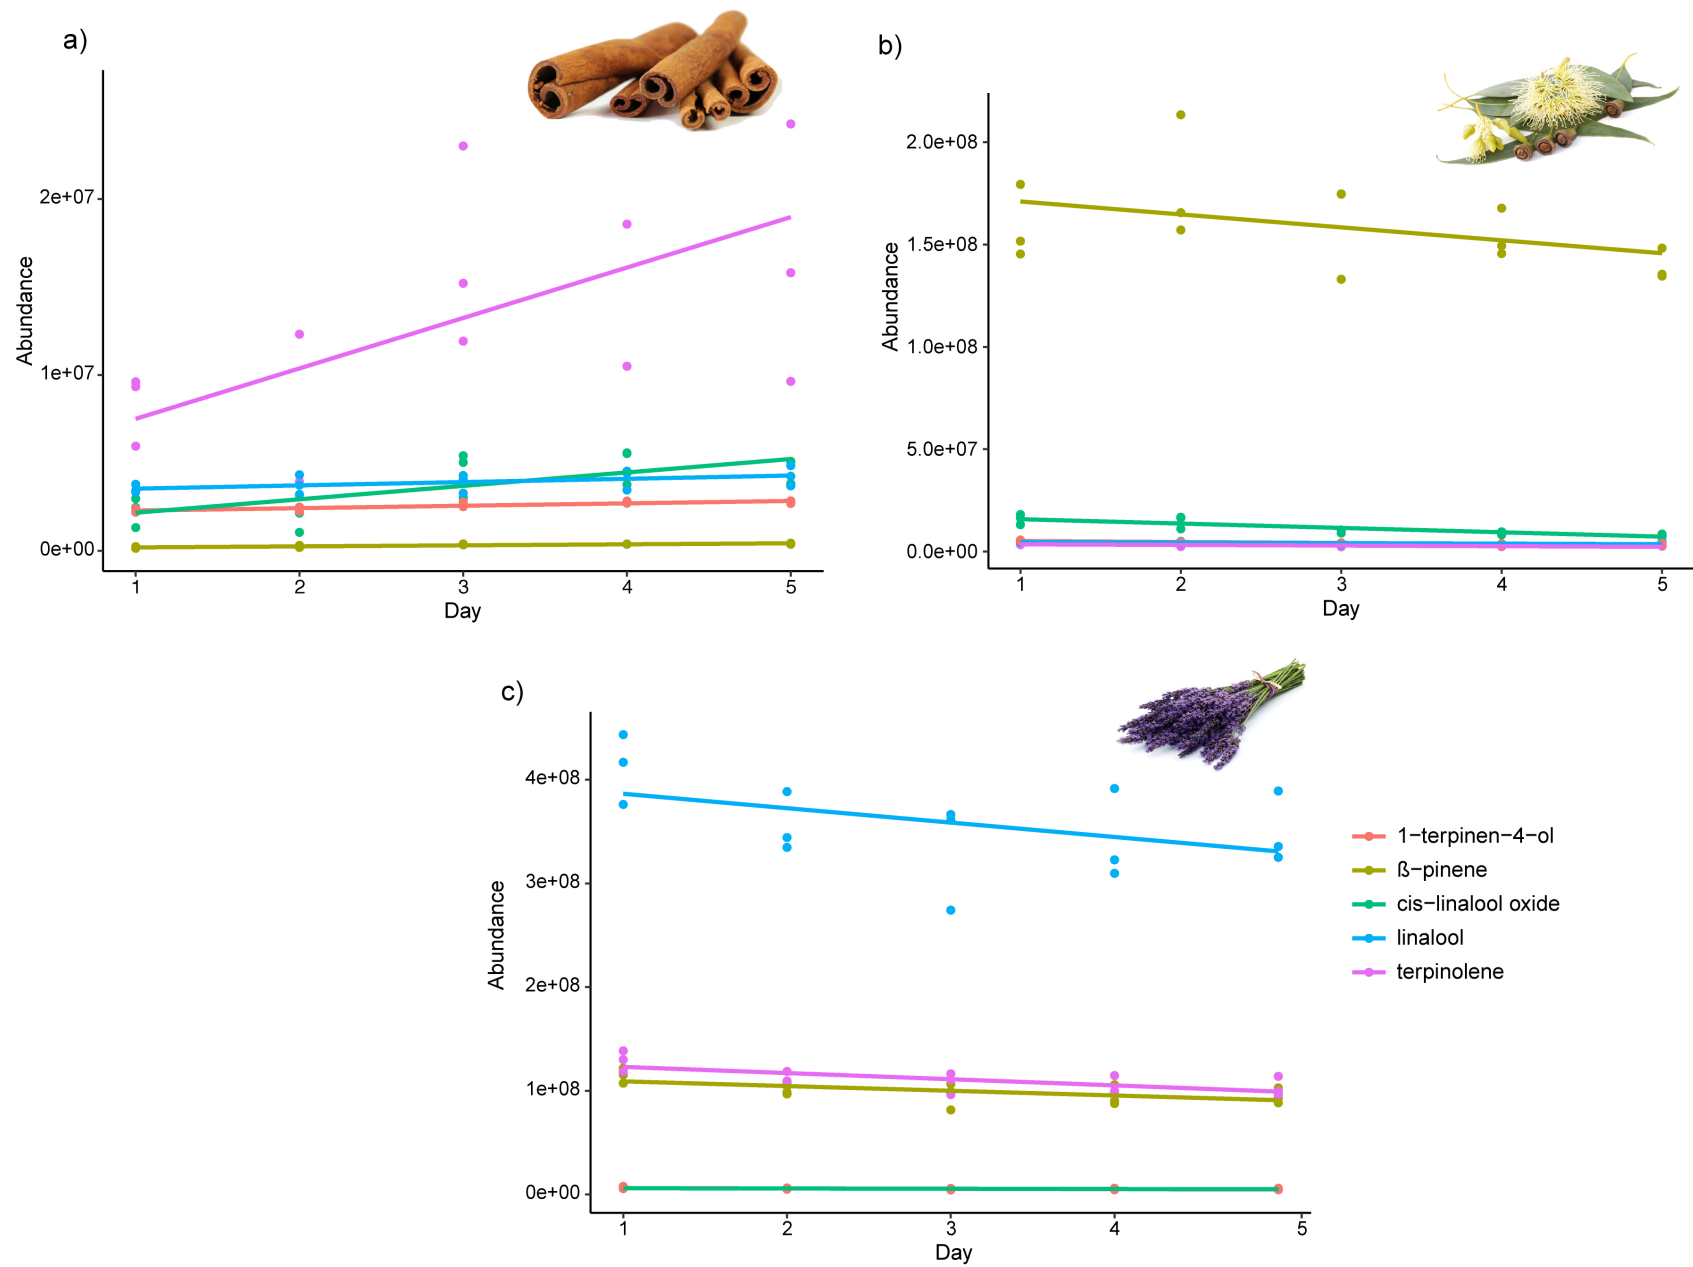 a)
Abundance
2e+07
1e+07
0e+00
1 2 3 4 5
Day
b)
Abundance
2.0e+08
1.5e+08
1.0e+08
5.0e+07
0.0e+00
1 2 3 4 5
Day
c)
Abundance
4e+08
3e+08
2e+08
1e+08
0e+00
1 2 3 4 5
Day
1−terpinen−4−ol
ß−pinene
cis−linalool oxide
linalool
terpinolene